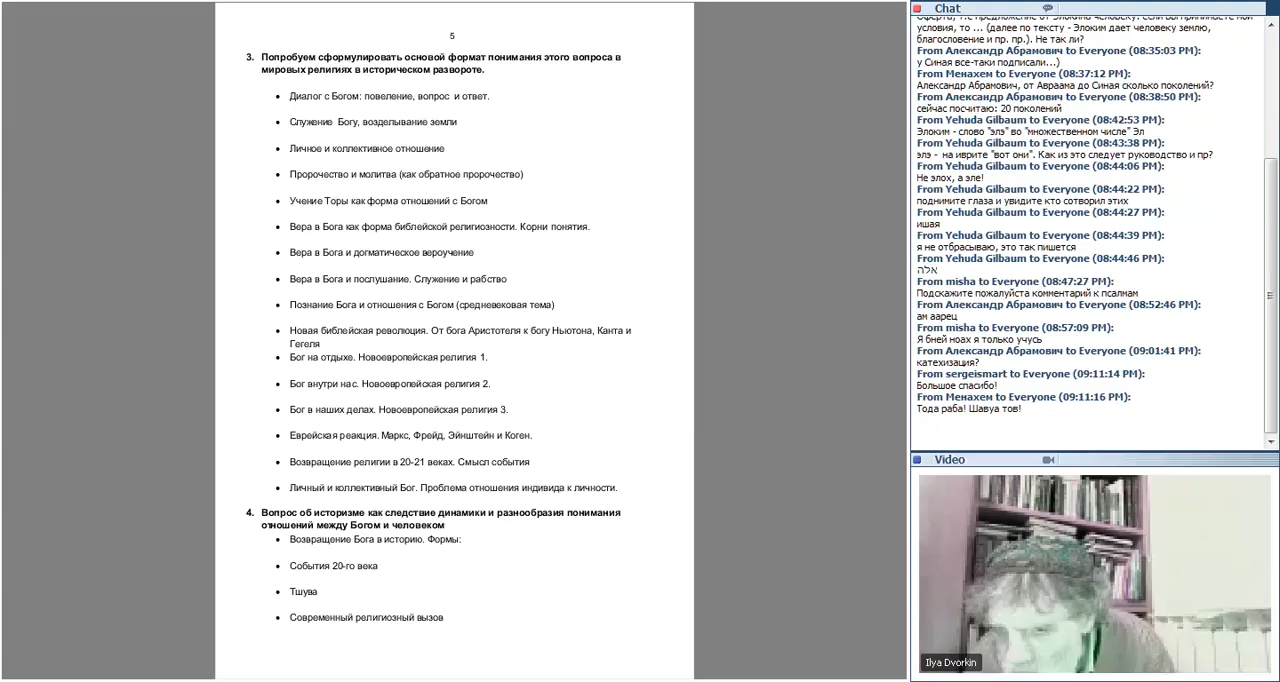 5
3. Попробуем сформулировать основой формат понимания этого вопроса в
мировых религиях в историческом развороте.
• Диалог с Богом: повеление, вопрос и ответ.
• Служение Богу, возделывание земли
• Личное и коллективное отношение
• Пророчество и молитва (как обратное пророчество)
• Учение Торы как форма отношений с Богом
• Вера в Бога как форма библейской религиозности. Корни понятия.
• Вера в Бога и догматическое вероучение
• Вера в Бога и послушание. Служение и рабство
• Познание Бога и отношения с Богом (средневековая тема)
• Новая библейская революция. От бога Аристотеля к богу Ньютона, Канта и
Гегеля
• Бог на отдыхе. Новоевропейская религия 1.
• Бог внутри нас. Новоевропейская религия 2.
• Бог в наших делах. Новоевропейская религия 3.
• Еврейская реакция. Маркс, Фрейд, Эйнштейн и Коген.
• Возвращение религии в 20-21 веках. Смысл события
• Личный и коллективный Бог. Проблема отношения индивида к личности.
4. Вопрос об историзме как следствие динамики и разнообразия понимания
отношений между Богом и человеком
• Возвращение Бога в историю. Формы:
• События 20-го века
• Тшува
• Современный религиозный вызов
Chat
условия, то ... (далее по тексту - Элоким дает человеку землю,
благословение и пр. пр.). Не так ли?
From Александр Абрамович to Everyone (08:35:03 PM):
у Синая все-таки подписали...)
From Менахем to Everyone (08:37:12 PM):
Александр Абрамович, от Авраама до Синая сколько поколений?
From Александр Абрамович to Everyone (08:38:50 PM):
сейчас посчитаю: 20 поколений
From Yehuda Gilbaum to Everyone (08:42:53 PM):
Элоким - слово "элэ" во "множественном числе" Эл
From Yehuda Gilbaum to Everyone (08:43:38 PM):
элэ - на иврите "вот они". Как из это следует руководство и пр?
From Yehuda Gilbaum to Everyone (08:44:06 PM):
Не элох, а эле!
From Yehuda Gilbaum to Everyone (08:44:22 PM):
поднимите глаза и увидите кто сотворил этих
From Yehuda Gilbaum to Everyone (08:44:27 PM):
ишая
From Yehuda Gilbaum to Everyone (08:44:39 PM):
я не отбрасываю, это так пишется
From Yehuda Gilbaum to Everyone (08:44:46 PM):
אלה
From misha to Everyone (08:47:27 PM):
Подскажите пожалуйста комментарий к псалмам
From Александр Абрамович to Everyone (08:52:46 PM):
ам аарец
From misha to Everyone (08:57:09 PM):
Я бней ноах я только учусь
From Александр Абрамович to Everyone (09:01:41 PM):
катехизация?
From sergeismart to Everyone (09:11:14 PM):
Большое спасибо!
From Менахем to Everyone (09:11:16 PM):
Тода раба! Шавуа тов!
Video
Ilya Dvorkin